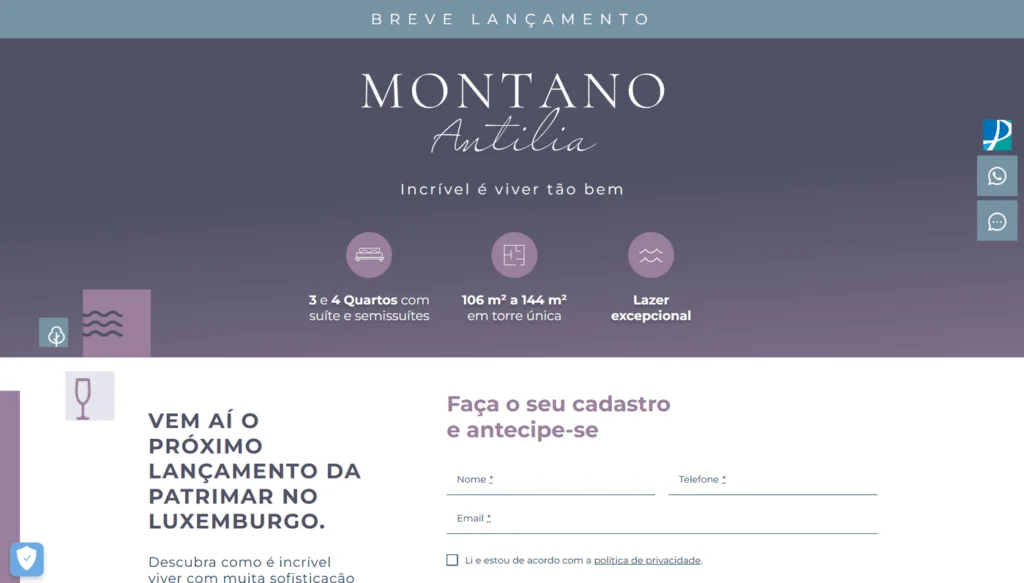 BREVE LANÇAMENTO
MONTANO
Antilia
Incrível é viver tão bem
3 e 4 Quartos com
suíte e semissuítes
106 m² a 144 m²
em torre única
Lazer
excepcional
VEM AÍ O
PRÓXIMO
LANÇAMENTO DA
PATRIMAR NO
LUXEMBURGO.
Descubra como é incrível
viver com muita sofisticação
Faça o seu cadastro
e antecipe-se
Nome *
Telefone *
Email *
Li e estou de acordo com a política de privacidade.